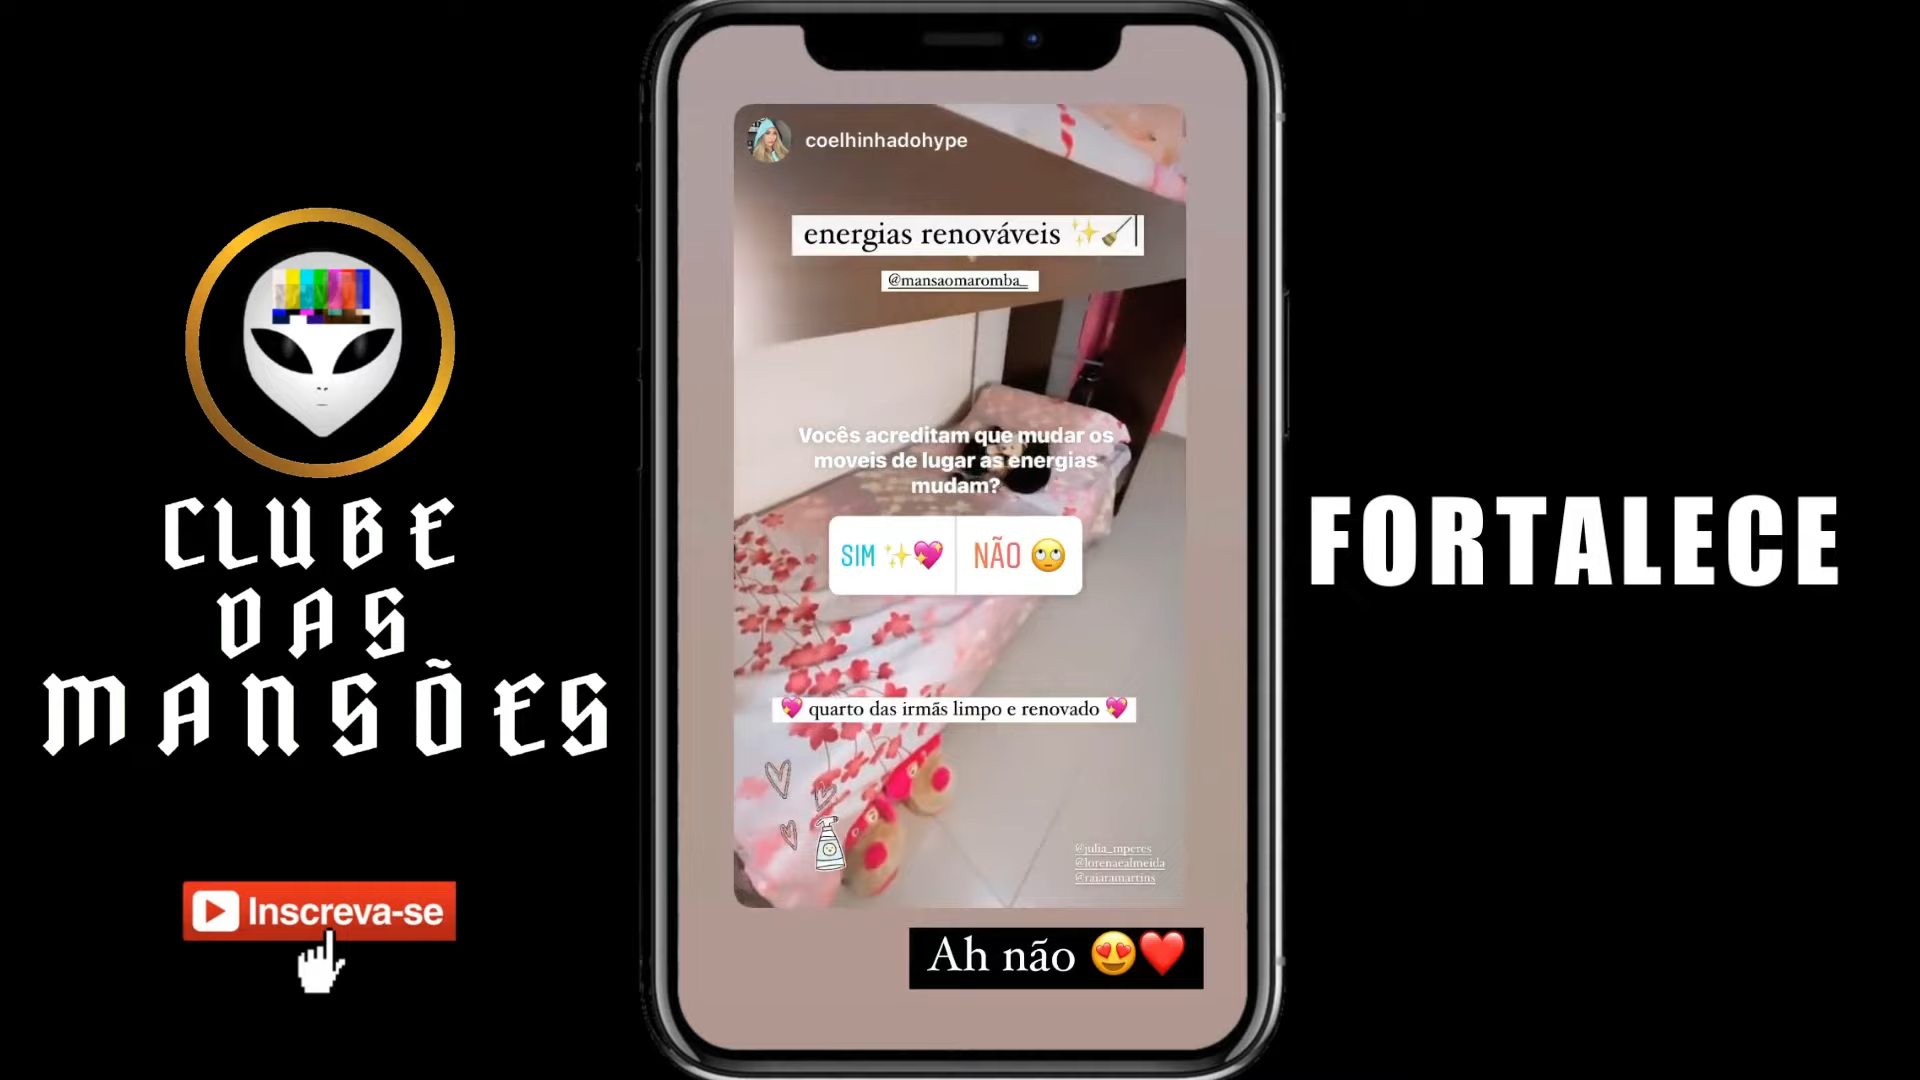 CLUBE
DAS
MANSÕES
Inscreva-se
coelhinhadohype
energias renováveis ✨🧹
@mansaomaromba_
Vocês acreditam que mudar os
moveis de lugar as energias
mudam?
SIM ✨💖 NÃO 🙄
💖 quarto das irmãs limpo e renovado 💖
@julia_mperes
@lorenaealmeida
@raiaramartins
Ah não 😍❤️
FORTALECE